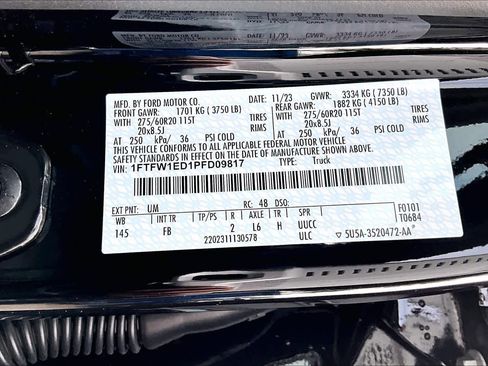 MFD. BY FORD MOTOR CO. DATE: 11/23 GVWR: 3334 KG ( 7350 LB)
FRONT GAWR: 1701 KG ( 3750 LB) REAR GAWR: 1882 KG ( 4150 LB)
WITH 275/60R20 115T TIRES WITH 275/60R20 115T TIRES
20x8.5J RIMS 20x8.5J RIMS
AT 250 kPa/ 36 PSI COLD AT 250 kPa/ 36 PSI COLD
THIS VEHICLE CONFORMS TO ALL APPLICABLE FEDERAL MOTOR VEHICLE
SAFETY AND THEFT PREVENTION STANDARDS IN EFFECT ON THE DATE OF
MANUFACTURE SHOWN ABOVE.
VIN: 1FTFW1ED1PFD09817 TYPE: Truck
EXT PNT: UM RC: 48 DSO: F0101
WB INT TR TP/PS R AXLE TR SPR T0684
145 FB 2 L6 H UUCC
2202311130578 ULC ▽ 5U5A-3520472-AA